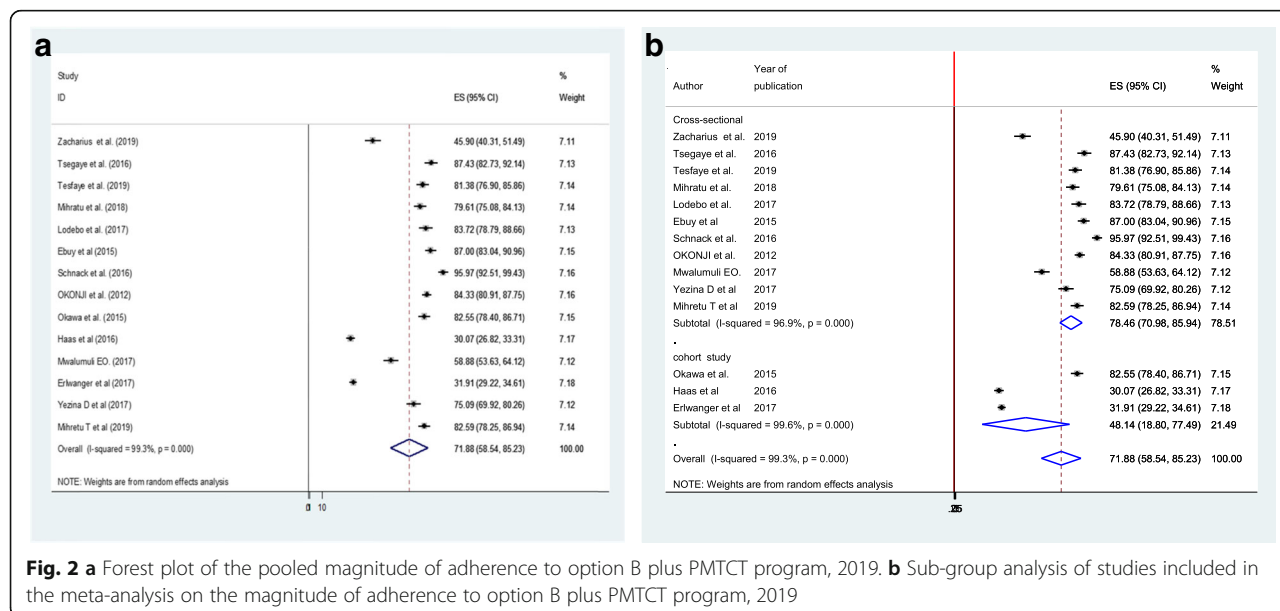 a
Study
ID
ES (95% CI)
%
Weight
Zacharius et al. (2019) 45.90 (40.31, 51.49) 7.11
Tsegaye et al. (2016) 87.43 (82.73, 92.14) 7.13
Tesfaye et al. (2019) 81.38 (76.90, 85.86) 7.14
Mihratu et al. (2018) 79.61 (75.08, 84.13) 7.14
Lodebo et al. (2017) 83.72 (78.79, 88.66) 7.13
Ebuy et al (2015) 87.00 (83.04, 90.96) 7.15
Schnack et al. (2016) 95.97 (92.51, 99.43) 7.16
OKONJI et al. (2012) 84.33 (80.91, 87.75) 7.16
Okawa et al. (2015) 82.55 (78.40, 86.71) 7.15
Haas et al (2016) 30.07 (26.82, 33.31) 7.17
Mwalumuli EO. (2017) 58.88 (53.63, 64.12) 7.12
Erlwanger et al (2017) 31.91 (29.22, 34.61) 7.18
Yezina D et al (2017) 75.09 (69.92, 80.26) 7.12
Mihretu T et al (2019) 82.59 (78.25, 86.94) 7.14
Overall (I-squared = 99.3%, p = 0.000) 71.88 (58.54, 85.23) 100.00
NOTE: Weights are from random effects analysis
10
b
Author
Year of
publication
ES (95% CI)
%
Weight
Cross-sectional
Zacharius et al. 2019 45.90 (40.31, 51.49) 7.11
Tsegaye et al. 2016 87.43 (82.73, 92.14) 7.13
Tesfaye et al. 2019 81.38 (76.90, 85.86) 7.14
Mihratu et al. 2018 79.61 (75.08, 84.13) 7.14
Lodebo et al. 2017 83.72 (78.79, 88.66) 7.13
Ebuy et al 2015 87.00 (83.04, 90.96) 7.15
Schnack et al. 2016 95.97 (92.51, 99.43) 7.16
OKONJI et al. 2012 84.33 (80.91, 87.75) 7.16
Mwalumuli EO. 2017 58.88 (53.63, 64.12) 7.12
Yezina D et al 2017 75.09 (69.92, 80.26) 7.12
Mihretu T et al 2019 82.59 (78.25, 86.94) 7.14
Subtotal (I-squared = 96.9%, p = 0.000) 78.46 (70.98, 85.94) 78.51
.
cohort study
Okawa et al. 2015 82.55 (78.40, 86.71) 7.15
Haas et al 2016 30.07 (26.82, 33.31) 7.17
Erlwanger et al 2017 31.91 (29.22, 34.61) 7.18
Subtotal (I-squared = 99.6%, p = 0.000) 48.14 (18.80, 77.49) 21.49
.
Overall (I-squared = 99.3%, p = 0.000) 71.88 (58.54, 85.23) 100.00
NOTE: Weights are from random effects analysis
Fig. 2 a Forest plot of the pooled magnitude of adherence to option B plus PMTCT program, 2019. b Sub-group analysis of studies included in
the meta-analysis on the magnitude of adherence to option B plus PMTCT program, 2019